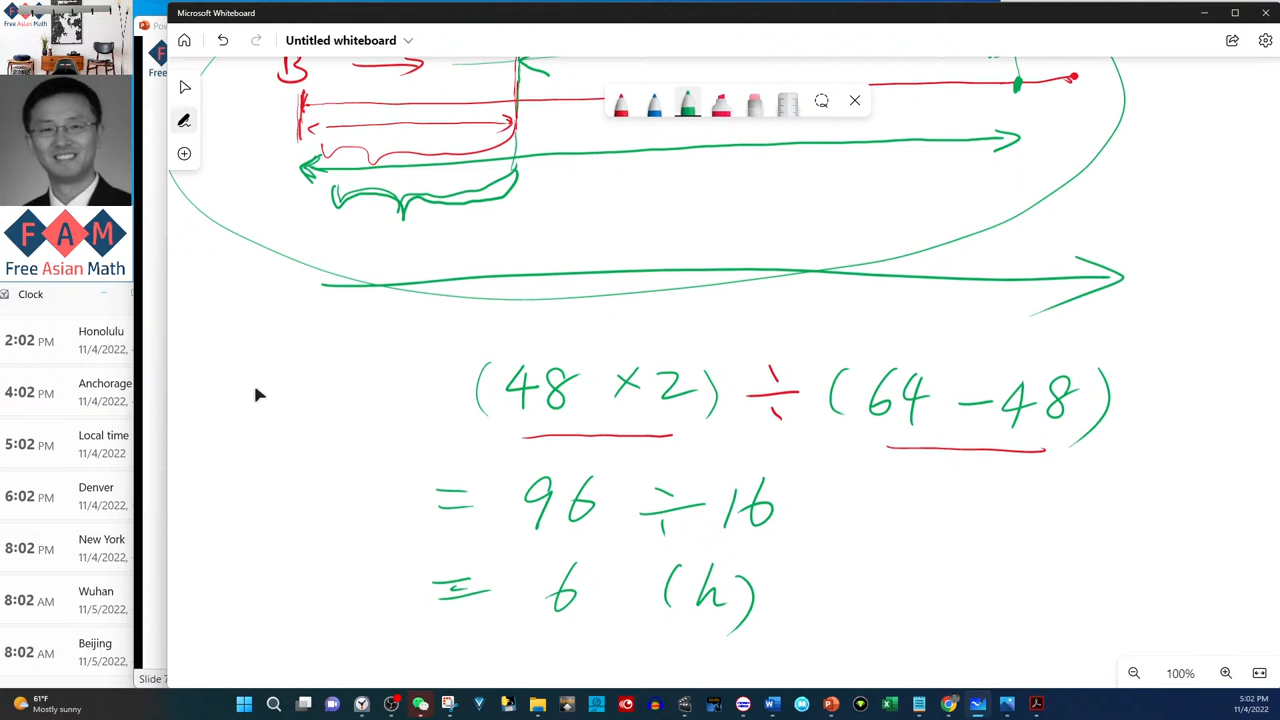 Free Asian Math
Microsoft Whiteboard
Untitled whiteboard
B
F A M
Free Asian Math
Clock
2:02 PM Honolulu 11/4/2022,
4:02 PM Anchorage 11/4/2022,
5:02 PM Local time 11/4/2022
6:02 PM Denver 11/4/2022,
8:02 PM New York 11/4/2022,
8:02 AM Wuhan 11/5/2022,
8:02 AM Beijing 11/5/2022,
(48 × 2) ÷ (64 - 48)
= 96 ÷ 16
= 6 (h)
100%
61°F
Mostly sunny
5:02 PM
11/4/2022